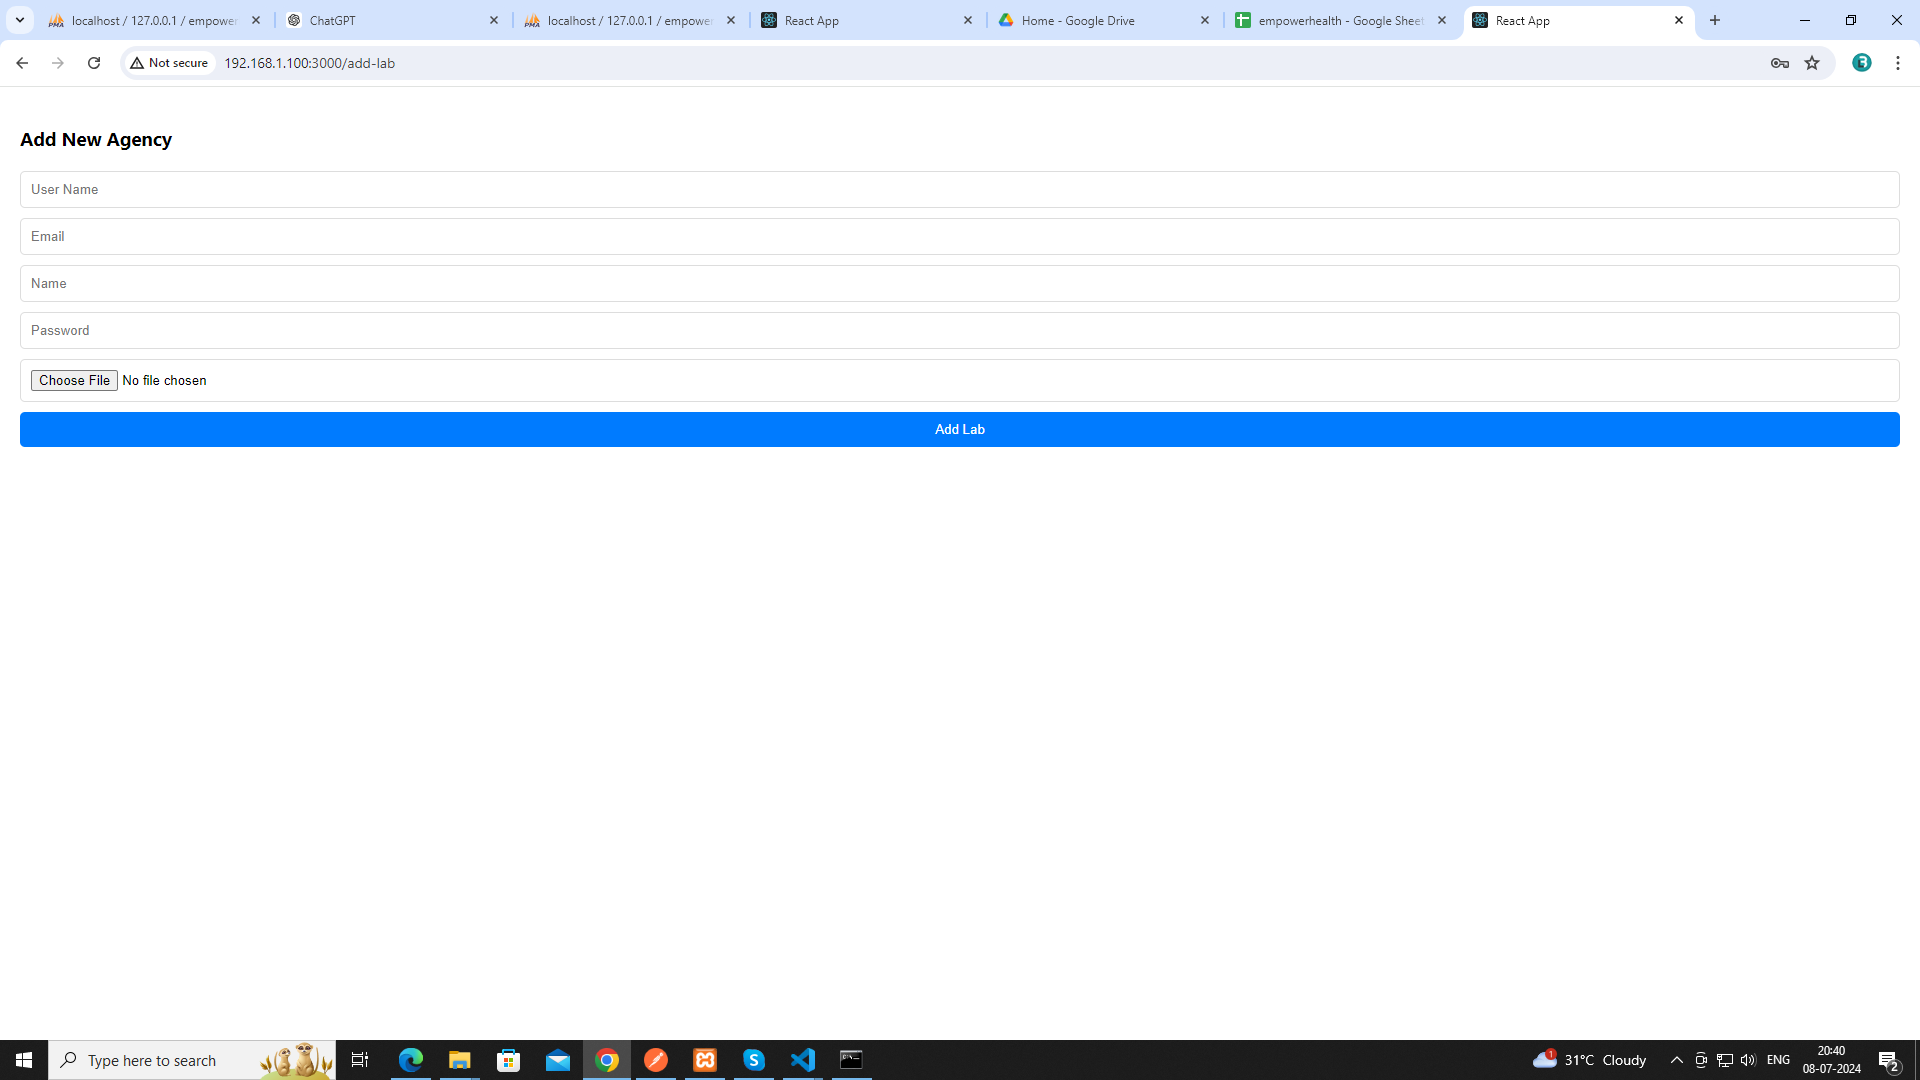 localhost / 127.0.0.1 / empower
ChatGPT
localhost / 127.0.0.1 / empower
React App
Home - Google Drive
empowerhealth - Google Sheet
React App
Not secure
192.168.1.100:3000/add-lab
Add New Agency
User Name
Email
Name
Password
Choose File No file chosen
Add Lab
Type here to search
1
31°C Cloudy
ENG
20:40
08-07-2024
2